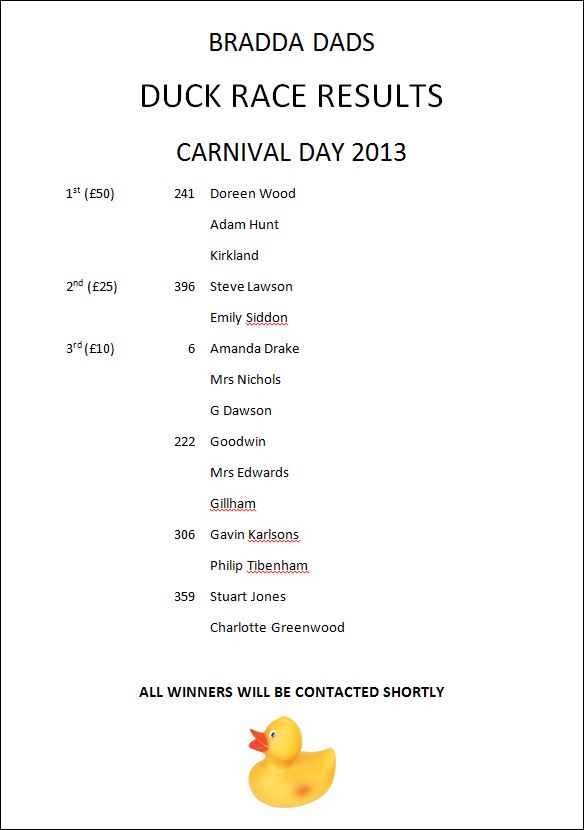 BRADDA DADS
DUCK RACE RESULTS
CARNIVAL DAY 2013
1st (£50) 241 Doreen Wood
Adam Hunt
Kirkland
2nd (£25) 396 Steve Lawson
Emily Siddon
3rd (£10) 6 Amanda Drake
Mrs Nichols
G Dawson
222 Goodwin
Mrs Edwards
Gillham
306 Gavin Karlsons
Philip Tibenham
359 Stuart Jones
Charlotte Greenwood
ALL WINNERS WILL BE CONTACTED SHORTLY